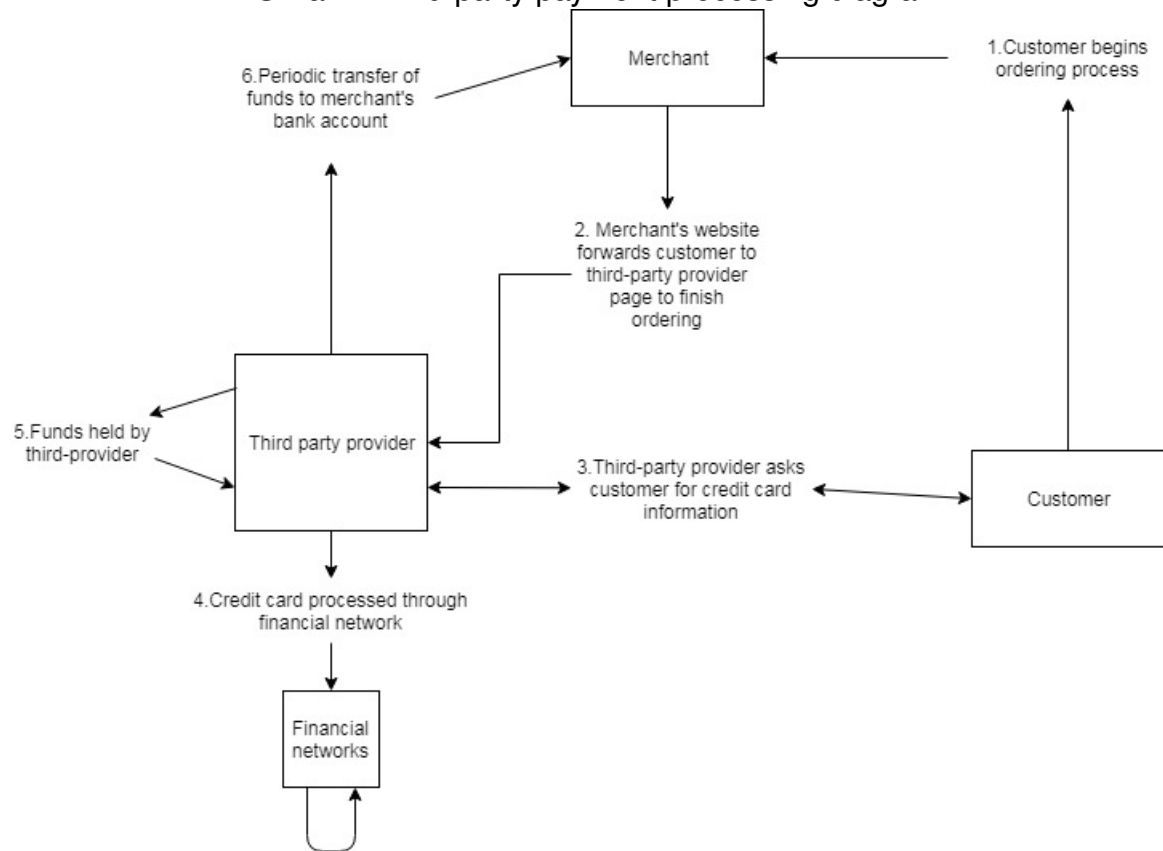 party payment processing
Merchant
1.Customer begins
ordering process
6.Periodic transfer of
funds to merchant's
bank account
2. Merchant's website
forwards customer to
third-party provider
page to finish
ordering
Third party provider
5.Funds held by
third-provider
3.Third-party provider asks
customer for credit card
information
Customer
4.Credit card processed through
financial network
Financial
networks